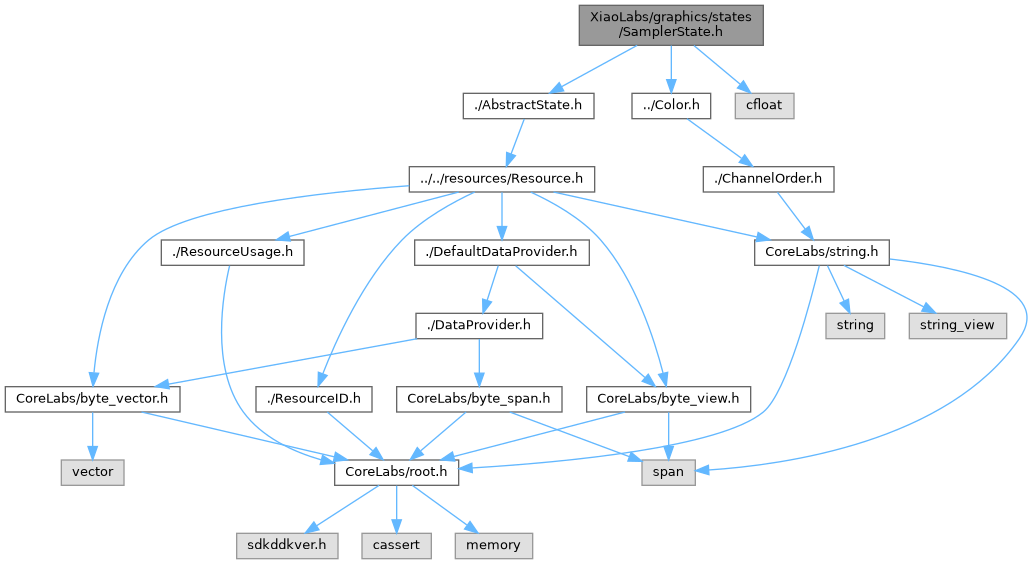 XiaoLabs/graphics/states
/SamplerState.h
./AbstractState.h
../Color.h
cfloat
../../resources/Resource.h
./ChannelOrder.h
./ResourceUsage.h
./DefaultDataProvider.h
CoreLabs/string.h
./DataProvider.h
string
string_view
CoreLabs/byte_vector.h
./ResourceID.h
CoreLabs/byte_span.h
CoreLabs/byte_view.h
vector
CoreLabs/root.h
span
sdkddkver.h
cassert
memory